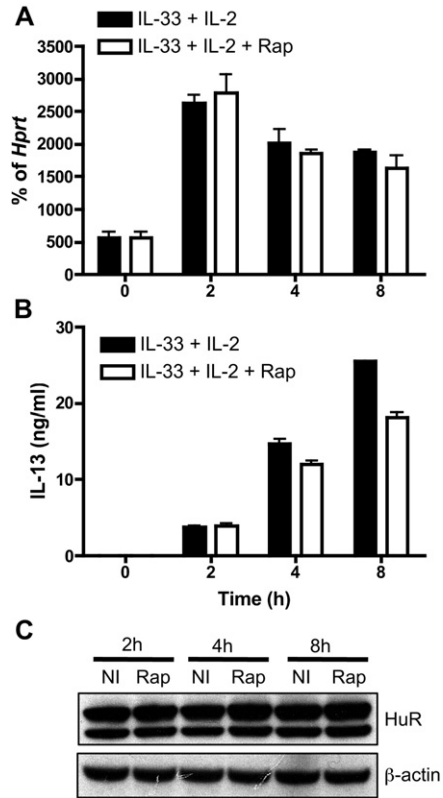 A
IL-33 + IL-2
IL-33 + IL-2 + Rap
% of Hprt
3500
3000
2500
2000
1500
1000
500
0
0 2 4 8
B
IL-33 + IL-2
IL-33 + IL-2 + Rap
IL-13 (ng/ml)
30
20
10
0
0 2 4 8
Time (h)
C
2h 4h 8h
NI Rap NI Rap NI Rap
HuR
β-actin